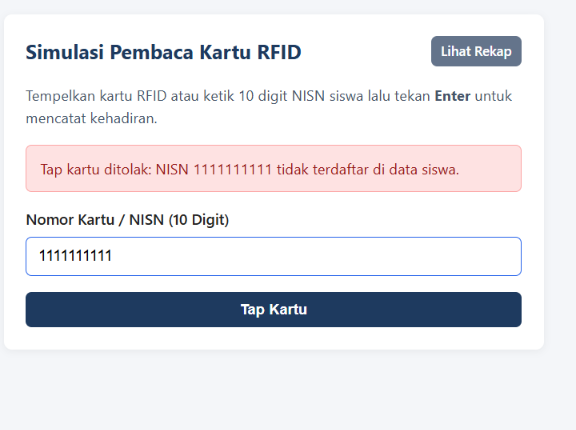 Simulasi Pembaca Kartu RFID
Lihat Rekap
Tempelkan kartu RFID atau ketik 10 digit NISN siswa lalu tekan Enter untuk
mencatat kehadiran.
Tap kartu ditolak: NISN 1111111111 tidak terdaftar di data siswa.
Nomor Kartu / NISN (10 Digit)
1111111111
Tap Kartu